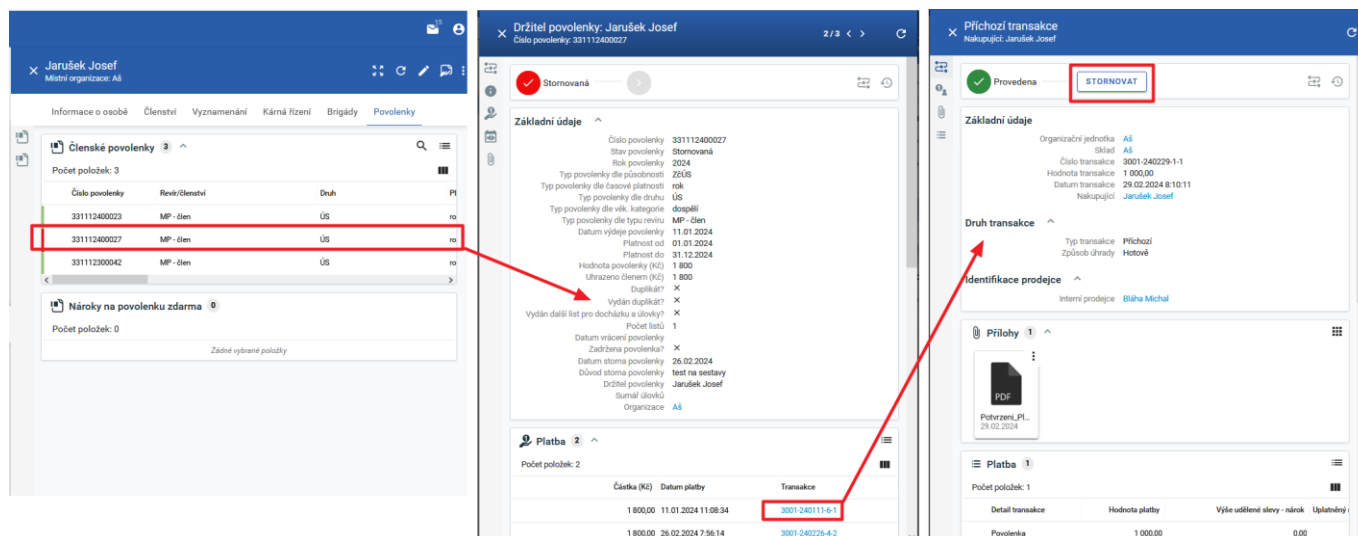 15
Jarušek Josef
Místní organizace: Aš
Informace o osobě Členství Vyznamenání Kárná řízení Brigády Povolenky
Členské povolenky 3
Počet položek: 3
Číslo povolenky Revír/členství Druh Pl
331112400023 MP - člen ÚS ro
331112400027 MP - člen ÚS ro
331112300042 MP - člen ÚS ro
Nároky na povolenku zdarma 0
Počet položek: 0
Žádné vybrané položky
Držitel povolenky: Jarušek Josef
Číslo povolenky: 331112400027
2/3
Stornovaná
Základní údaje
Číslo povolenky 331112400027
Stav povolenky Stornovaná
Rok povolenky 2024
Typ povolenky dle působnosti ZčÚS
Typ povolenky dle časové platnosti rok
Typ povolenky dle druhu ÚS
Typ povolenky dle věk. kategorie dospělí
Typ povolenky dle typu revíru MP - člen
Datum výdeje povolenky 11.01.2024
Platnost od 01.01.2024
Platnost do 31.12.2024
Hodnota povolenky (Kč) 1 800
Uhrazeno členem (Kč) 1 800
Duplikát?
Vydán duplikát?
Vydán další list pro docházku a úlovky?
Počet listů 1
Datum vrácení povolenky
Zadržena povolenka?
Datum storna povolenky 26.02.2024
Důvod storna povolenky test na sestavy
Držitel povolenky Jarušek Josef
Sumář úlovků
Organizace Aš
Platba 2
Počet položek: 2
Částka (Kč) Datum platby Transakce
1 800,00 11.01.2024 11:08:34 3001-240111-6-1
1 800,00 26.02.2024 7:56:14 3001-240226-4-2
Příchozí transakce
Nakupující: Jarušek Josef
Provedena STORNOVAT
Základní údaje
Organizační jednotka Aš
Sklad Aš
Číslo transakce 3001-240229-1-1
Hodnota transakce 1 000,00
Datum transakce 29.02.2024 8:10:11
Nakupující Jarušek Josef
Druh transakce
Typ transakce Příchozí
Způsob úhrady Hotově
Identifikace prodejce
Interní prodejce Bláha Michal
Přílohy 1
PDF
Potvrzeni_Pl...
29.02.2024
Platba 1
Počet položek: 1
Detail transakce Hodnota platby Výše udělené slevy - nárok Uplatněný
Povolenka 1 000,00 0,00